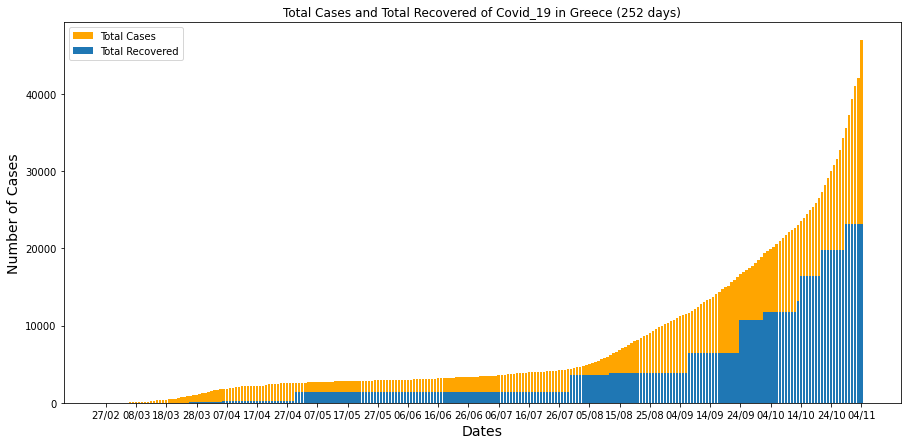 Total Cases and Total Recovered of Covid_19 in Greece (252 days)
Total Cases
Total Recovered
Number of Cases
40000
30000
20000
10000
0
27/02 08/03 18/03 28/03 07/04 17/04 27/04 07/05 17/05 27/05 06/06 16/06 26/06 06/07 16/07 26/07 05/08 15/08 25/08 04/09 14/09 24/09 04/10 14/10 24/10 04/11
Dates